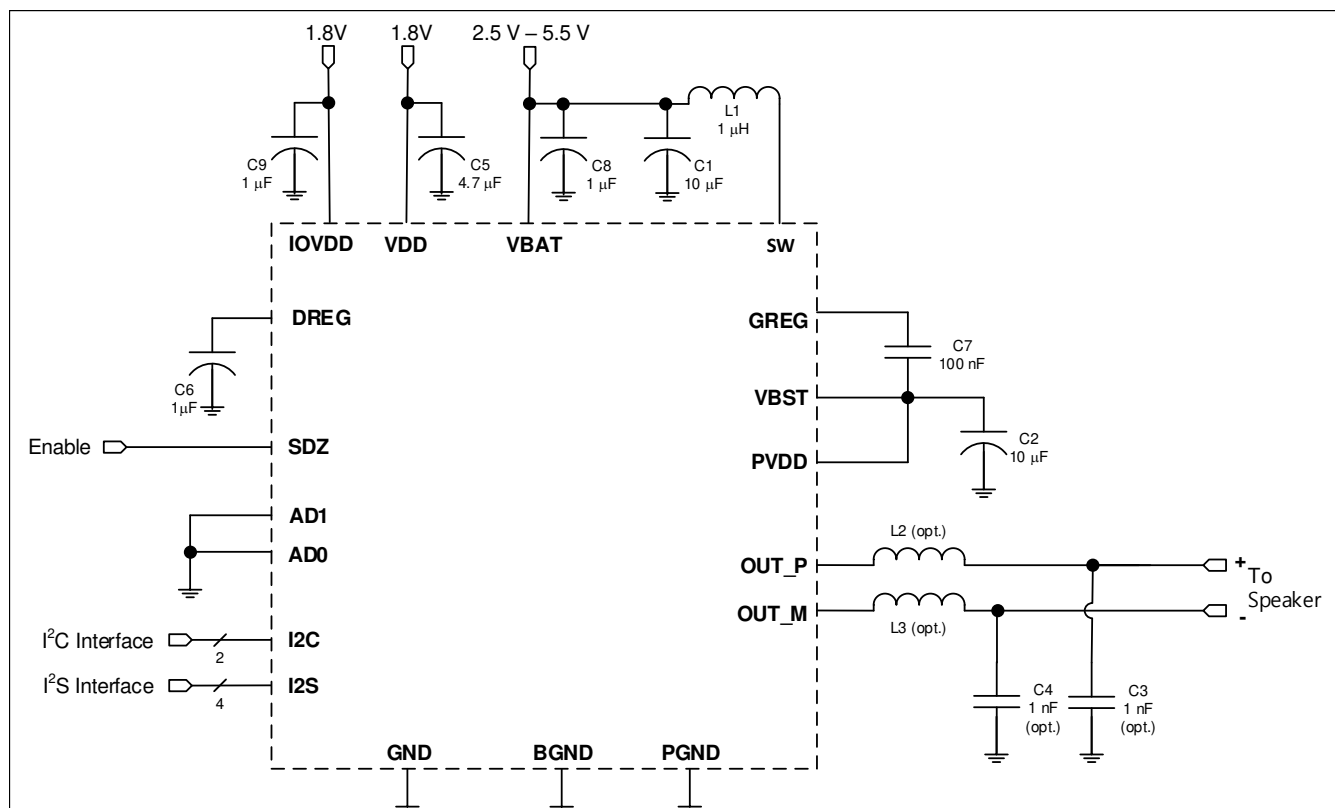 1.8V
1.8V
2.5 V – 5.5 V
L1
1 μH
C9
1 μF
C5
4.7 μF
C8
1 μF
C1
10 μF
IOVDD
VDD
VBAT
SW
DREG
GREG
C7
100 nF
C6
1μF
VBST
C2
10 μF
Enable
SDZ
PVDD
AD1
AD0
L2 (opt.)
OUT_P
+
To
Speaker
-
OUT_M
L3 (opt.)
I²C Interface
2
I2C
I²S Interface
4
I2S
C4
1 nF
(opt.)
C3
1 nF
(opt.)
GND
BGND
PGND